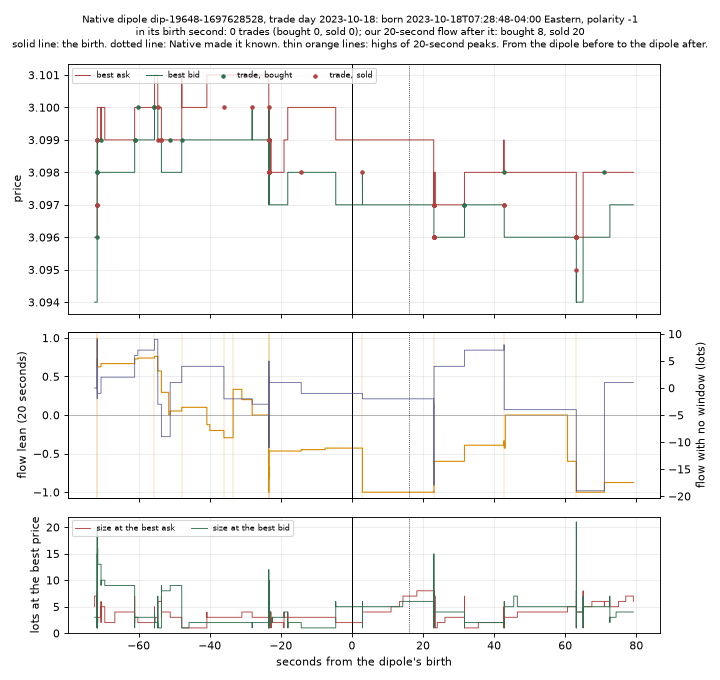 Native dipole dip-19648-1697628528, trade day 2023-10-18: born 2023-10-18T07:28:48-04:00 Eastern, polarity -1
in its birth second: 0 trades (bought 0, sold 0); our 20-second flow after it: bought 8, sold 20
solid line: the birth. dotted line: Native made it known. thin orange lines: highs of 20-second peaks. From the dipole before to the dipole after.
best ask best bid trade, bought trade, sold
3.101
3.100
3.099
3.098
3.097
3.096
3.095
3.094
price
1.0
0.5
0.0
−0.5
−1.0
flow lean (20 seconds)
10
5
0
−5
−10
−15
−20
flow with no window (lots)
size at the best ask size at the best bid
20
15
10
5
0
lots at the best price
−60 −40 −20 0 20 40 60 80
seconds from the dipole's birth